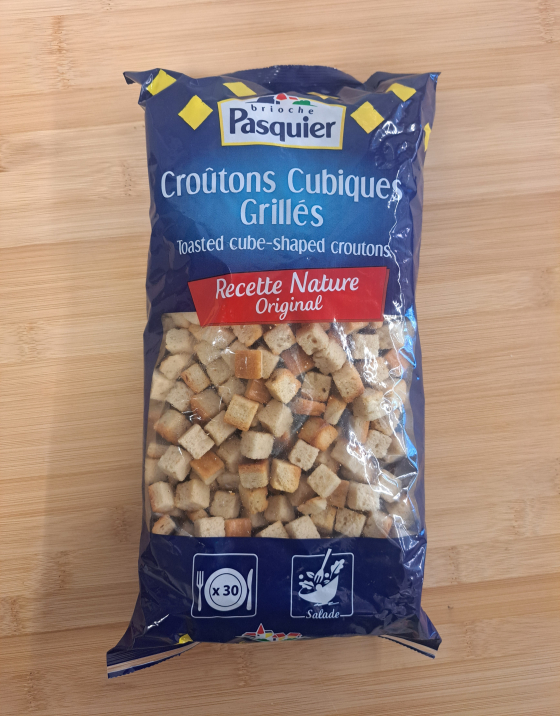 brioche
Pasquier
Croûtons Cubiques
Grillés
Toasted cube-shaped croutons
Recette Nature
Original
x 30
Salade